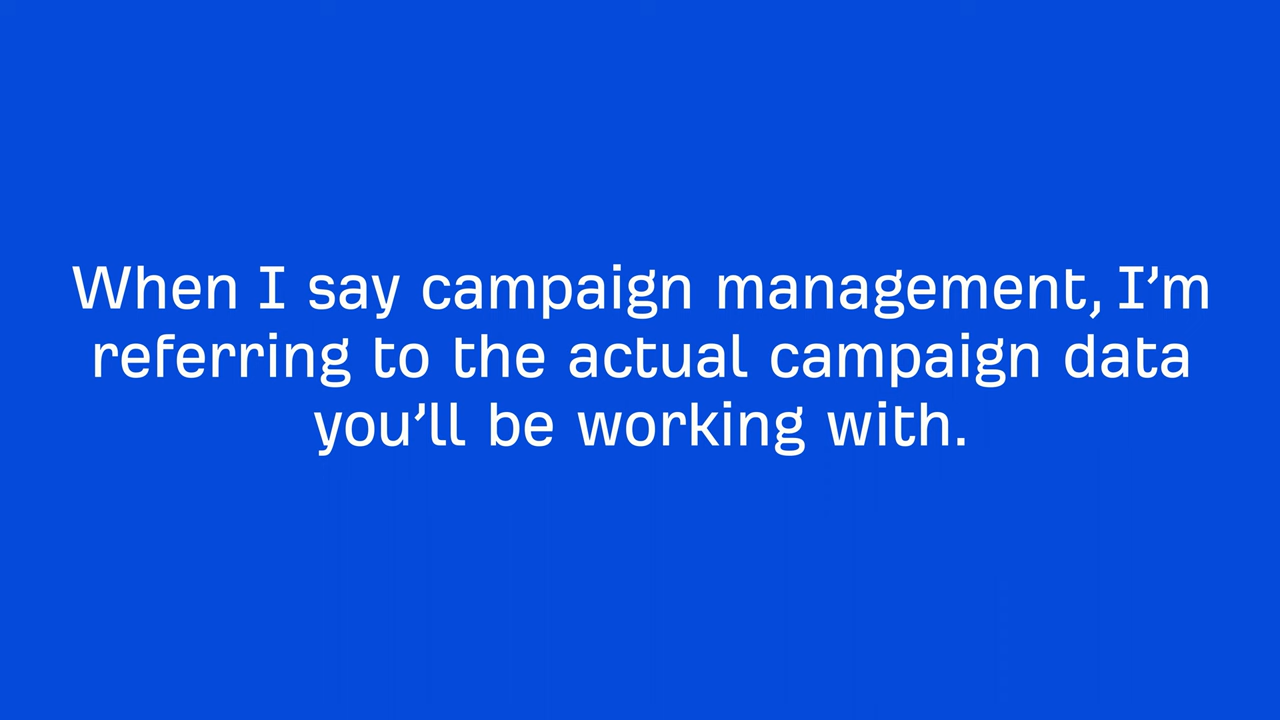 When I say campaign management, I’m
referring to the actual campaign data
you’ll be working with.